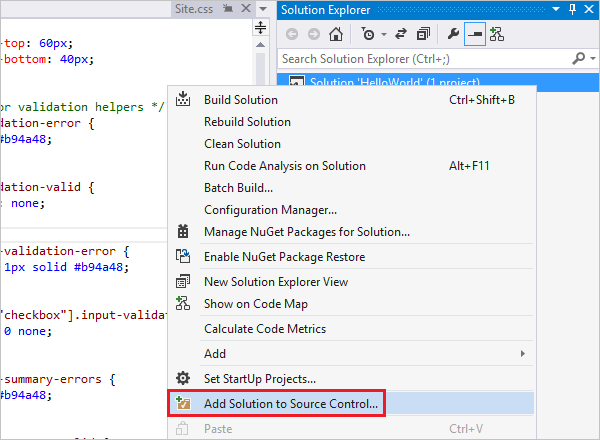 Site.css
Solution Explorer
-top: 60px;
-bottom: 40px;
Search Solution Explorer (Ctrl+;)
Solution 'HelloWorld' (1 project)
or validation helpers */
dation-error {
#b94a48;
dation-valid {
: none;
-validation-error {
1px solid #b94a48;
"checkbox"].input-validat
0 none;
-summary-errors {
#b94a48;
Build Solution Ctrl+Shift+B
Rebuild Solution
Clean Solution
Run Code Analysis on Solution Alt+F11
Batch Build...
Configuration Manager...
Manage NuGet Packages for Solution...
Enable NuGet Package Restore
New Solution Explorer View
Show on Code Map
Calculate Code Metrics
Add
Set StartUp Projects...
Add Solution to Source Control...
Paste Ctrl+V